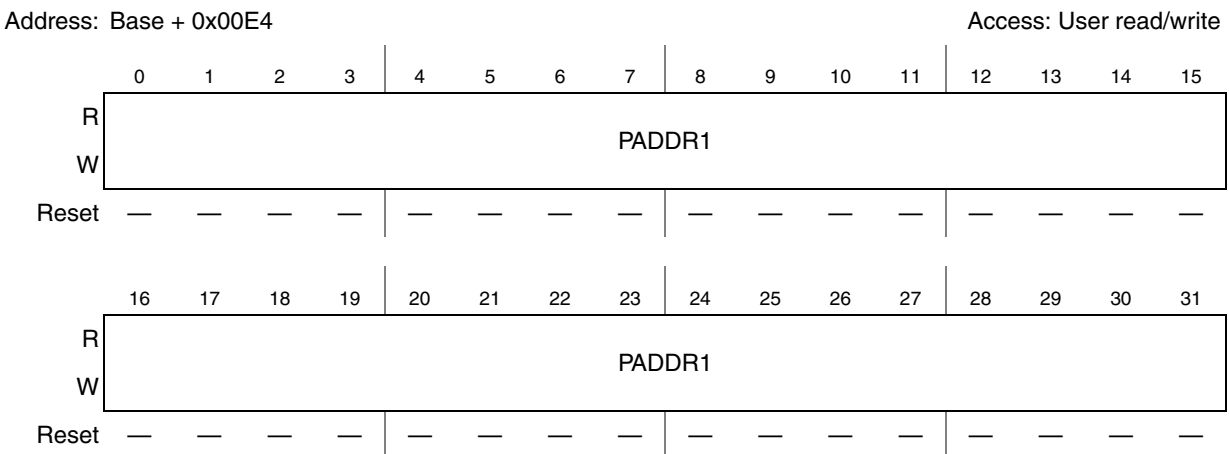 Address: Base + 0x00E4 Access: User read/write
0 1 2 3 4 5 6 7 8 9 10 11 12 13 14 15
R
PADDR1
W
Reset — — — — — — — — — — — — — — — —
16 17 18 19 20 21 22 23 24 25 26 27 28 29 30 31
R
PADDR1
W
Reset — — — — — — — — — — — — — — — —